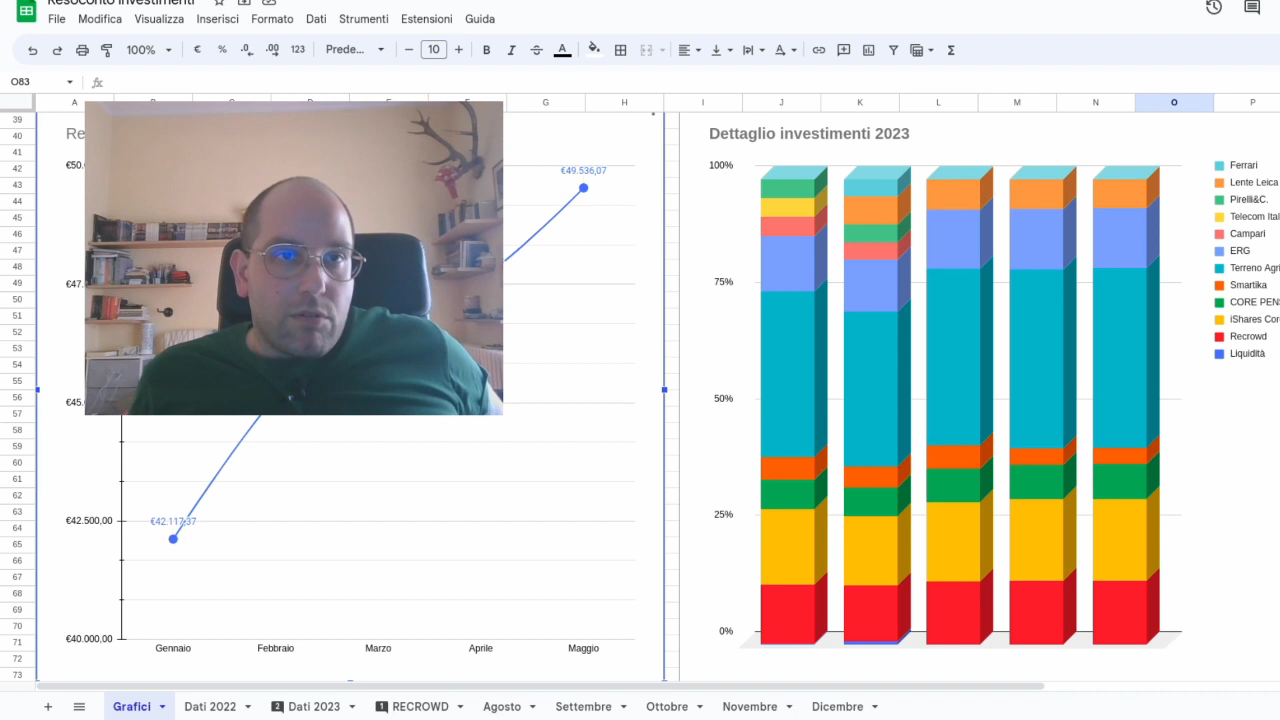 Resoconto investimenti
File Modifica Visualizza Inserisci Formato Dati Strumenti Estensioni Guida
100% € % .0 .00 123 Prede... 10 B I A Σ
O83 fx
A B C D E F G H I J K L M N O P
39
40
41
42
43
44
45
46
47
48
49
50
51
52
53
54
55
56
57
58
59
60
61
62
63
64
65
66
67
68
69
70
71
72
73
Re
€50.
€47.
€45.
€42.500,00
€40.000,00
€42.117,37
€49.536,07
Gennaio Febbraio Marzo Aprile Maggio
Dettaglio investimenti 2023
100%
75%
50%
25%
0%
Ferrari
Lente Leica
Pirelli&C.
Telecom Ital
Campari
ERG
Terreno Agri
Smartika
CORE PEN
iShares Cor
Recrowd
Liquidità
Grafici Dati 2022 2 Dati 2023 1 RECROWD Agosto Settembre Ottobre Novembre Dicembre